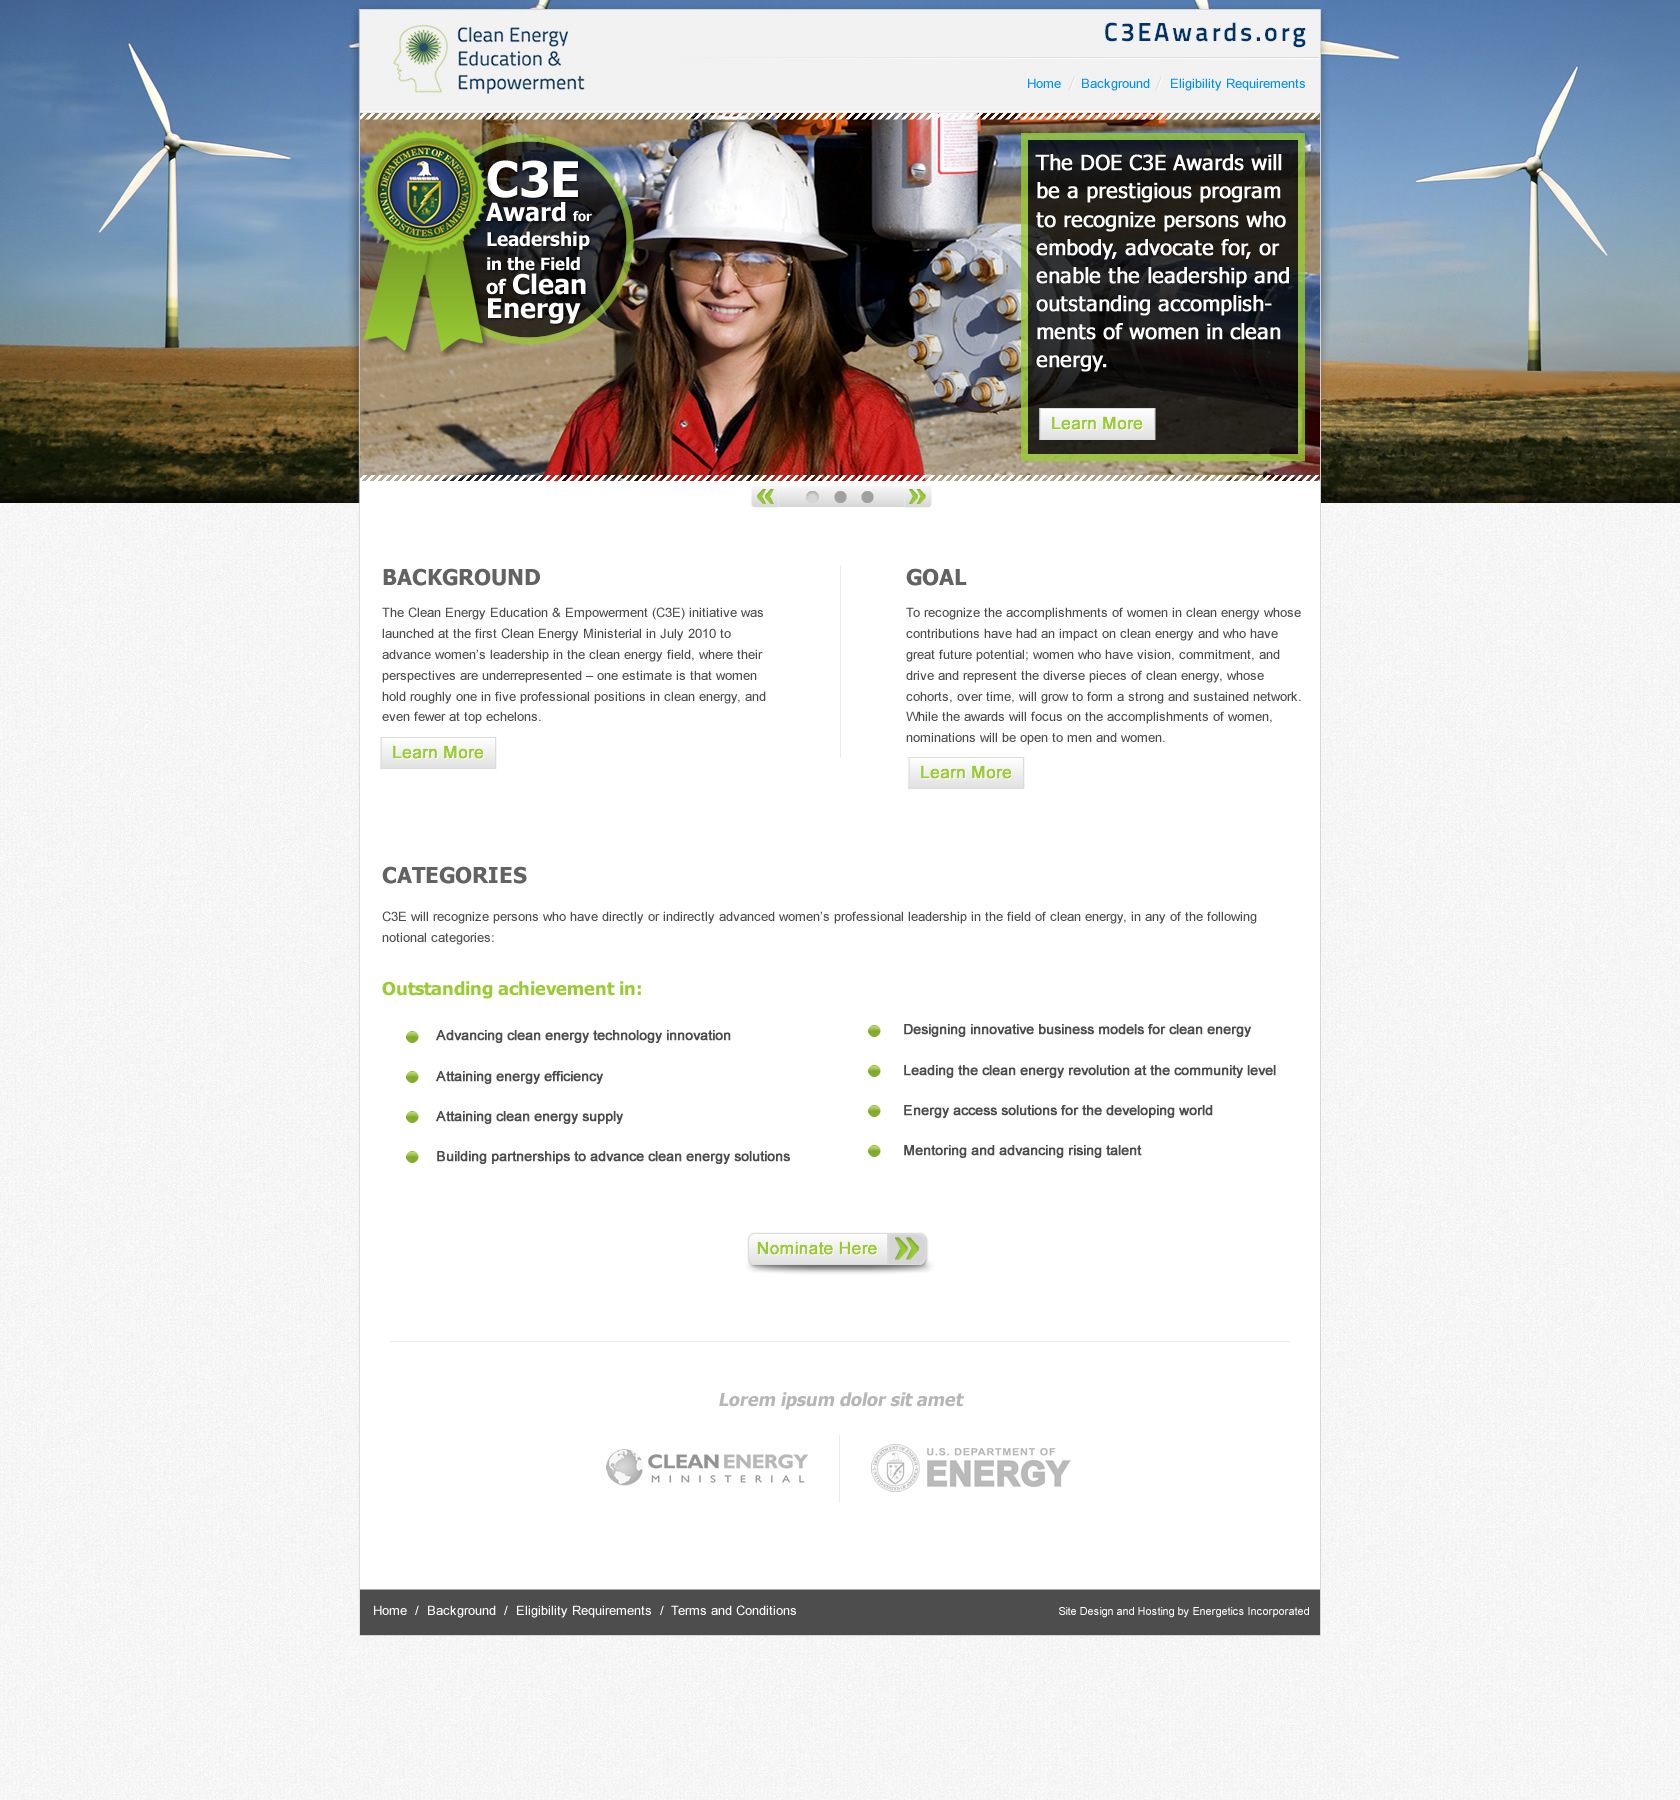 Clean Energy
Education &
Empowerment
C3EAwards.org
Home / Background / Eligibility Requirements
DEPARTMENT OF ENERGY
UNITED STATES OF AMERICA
C3E
Award for
Leadership
in the Field
of Clean
Energy
The DOE C3E Awards will
be a prestigious program
to recognize persons who
embody, advocate for, or
enable the leadership and
outstanding accomplish-
ments of women in clean
energy.
Learn More
BACKGROUND
The Clean Energy Education & Empowerment (C3E) initiative was
launched at the first Clean Energy Ministerial in July 2010 to
advance women’s leadership in the clean energy field, where their
perspectives are underrepresented – one estimate is that women
hold roughly one in five professional positions in clean energy, and
even fewer at top echelons.
Learn More
GOAL
To recognize the accomplishments of women in clean energy whose
contributions have had an impact on clean energy and who have
great future potential; women who have vision, commitment, and
drive and represent the diverse pieces of clean energy, whose
cohorts, over time, will grow to form a strong and sustained network.
While the awards will focus on the accomplishments of women,
nominations will be open to men and women.
Learn More
CATEGORIES
C3E will recognize persons who have directly or indirectly advanced women’s professional leadership in the field of clean energy, in any of the following
notional categories:
Outstanding achievement in:
Advancing clean energy technology innovation
Attaining energy efficiency
Attaining clean energy supply
Building partnerships to advance clean energy solutions
Designing innovative business models for clean energy
Leading the clean energy revolution at the community level
Energy access solutions for the developing world
Mentoring and advancing rising talent
Nominate Here
Lorem ipsum dolor sit amet
CLEAN ENERGY
MINISTERIAL
U.S. DEPARTMENT OF
ENERGY
Home / Background / Eligibility Requirements / Terms and Conditions
Site Design and Hosting by Energetics Incorporated